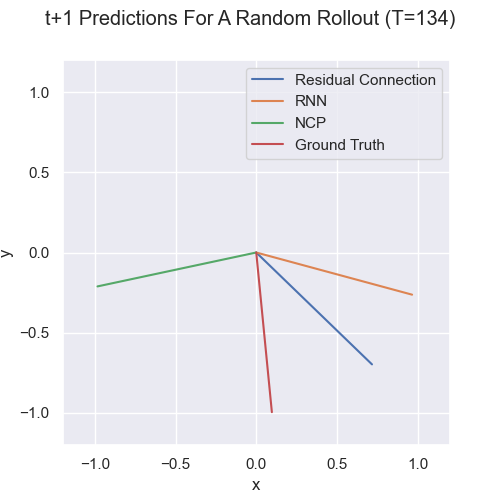 t+1 Predictions For A Random Rollout (T=134)
Residual Connection
RNN
NCP
Ground Truth
1.0
0.5
0.0
−0.5
−1.0
y
−1.0 −0.5 0.0 0.5 1.0
x